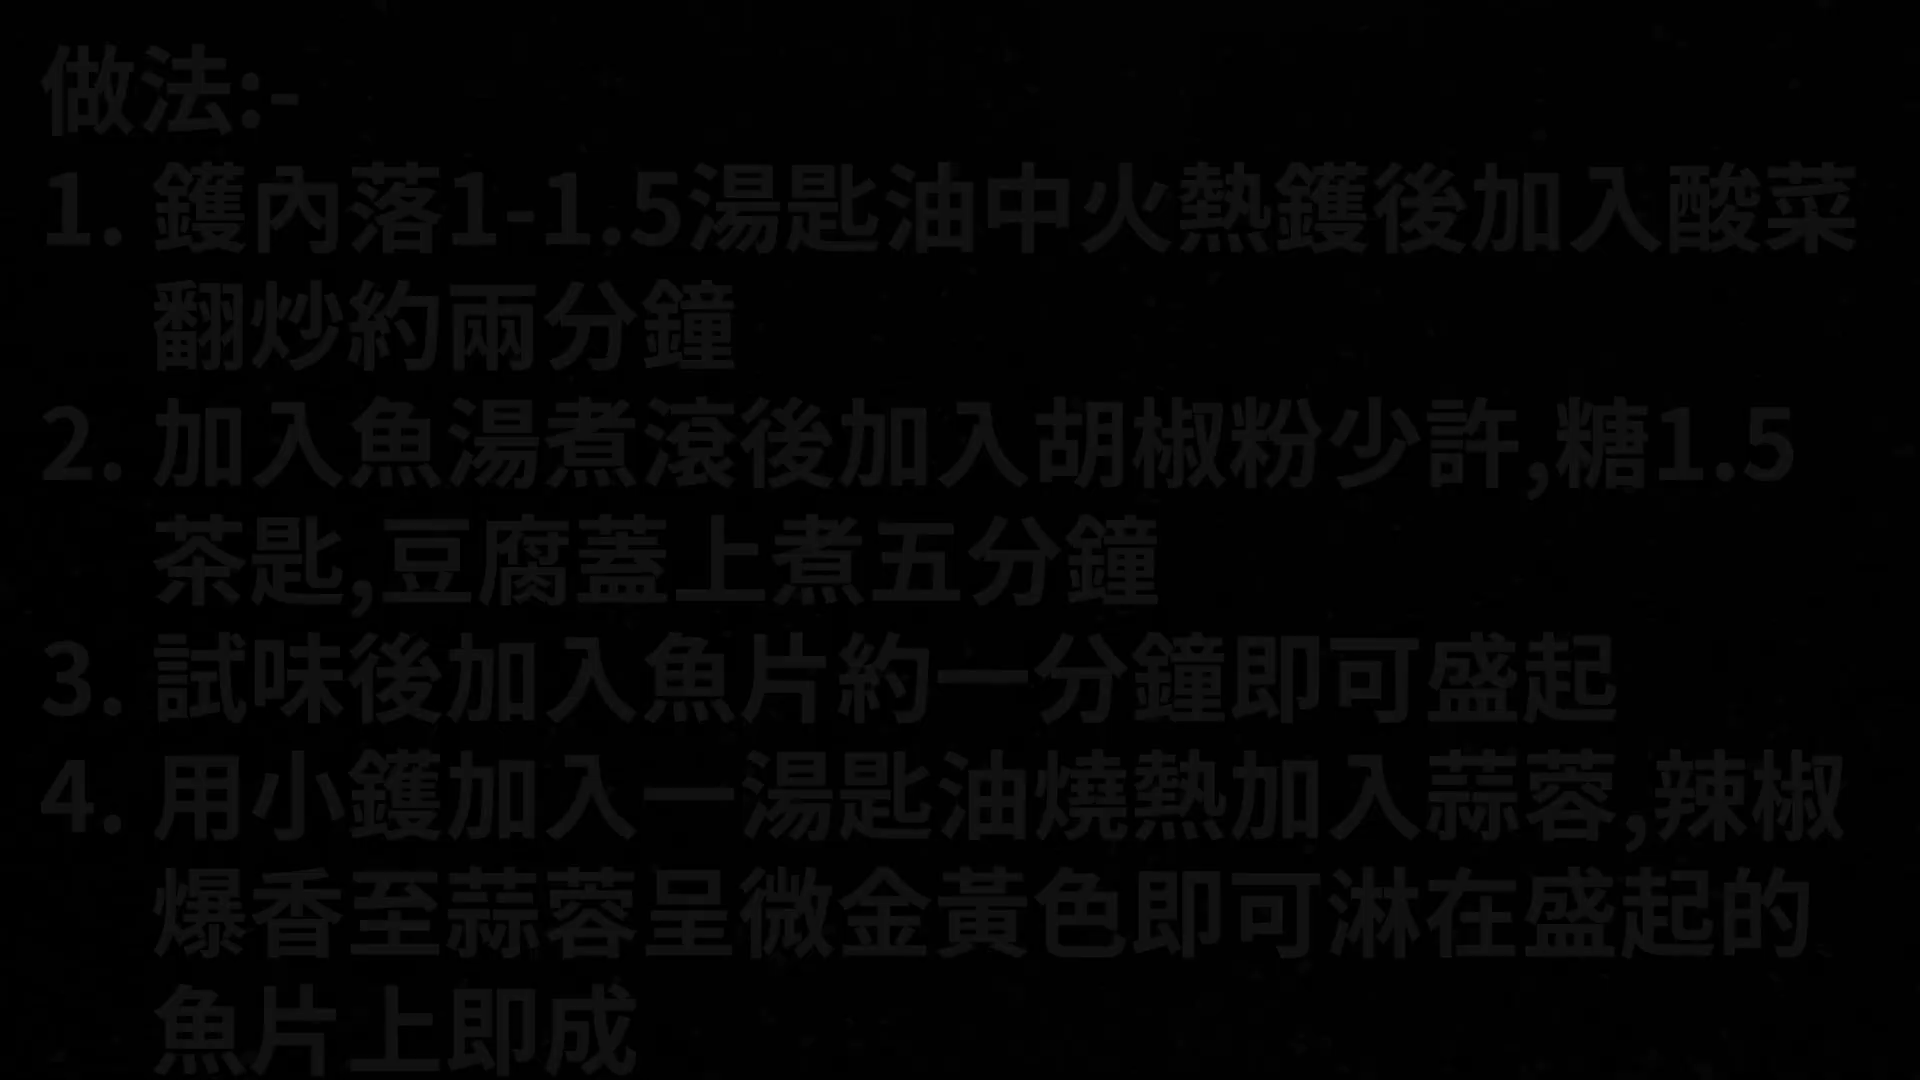 做法:-
1. 鑊內落1-1.5湯匙油中火熱鑊後加入酸菜
翻炒約兩分鐘
2. 加入魚湯煮滾後加入胡椒粉少許,糖1.5
茶匙,豆腐蓋上煮五分鐘
3. 試味後加入魚片約一分鐘即可盛起
4. 用小鑊加入一湯匙油燒熱加入蒜蓉,辣椒
爆香至蒜蓉呈微金黃色即可淋在盛起的
魚片上即成